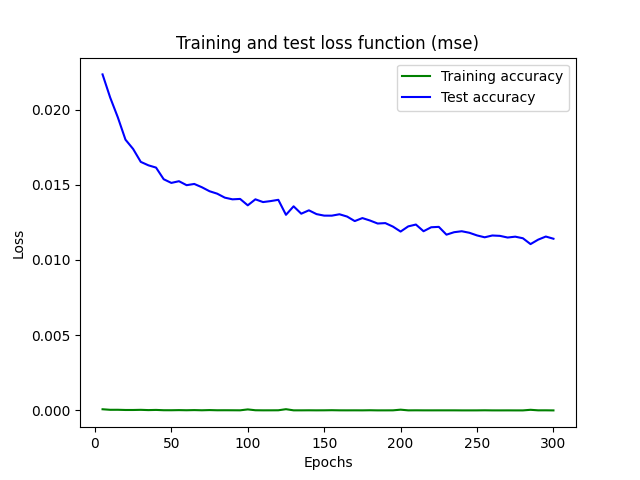 Training and test loss function (mse)
Training accuracy
Test accuracy
0.020
0.015
0.010
0.005
0.000
Loss
0 50 100 150 200 250 300
Epochs